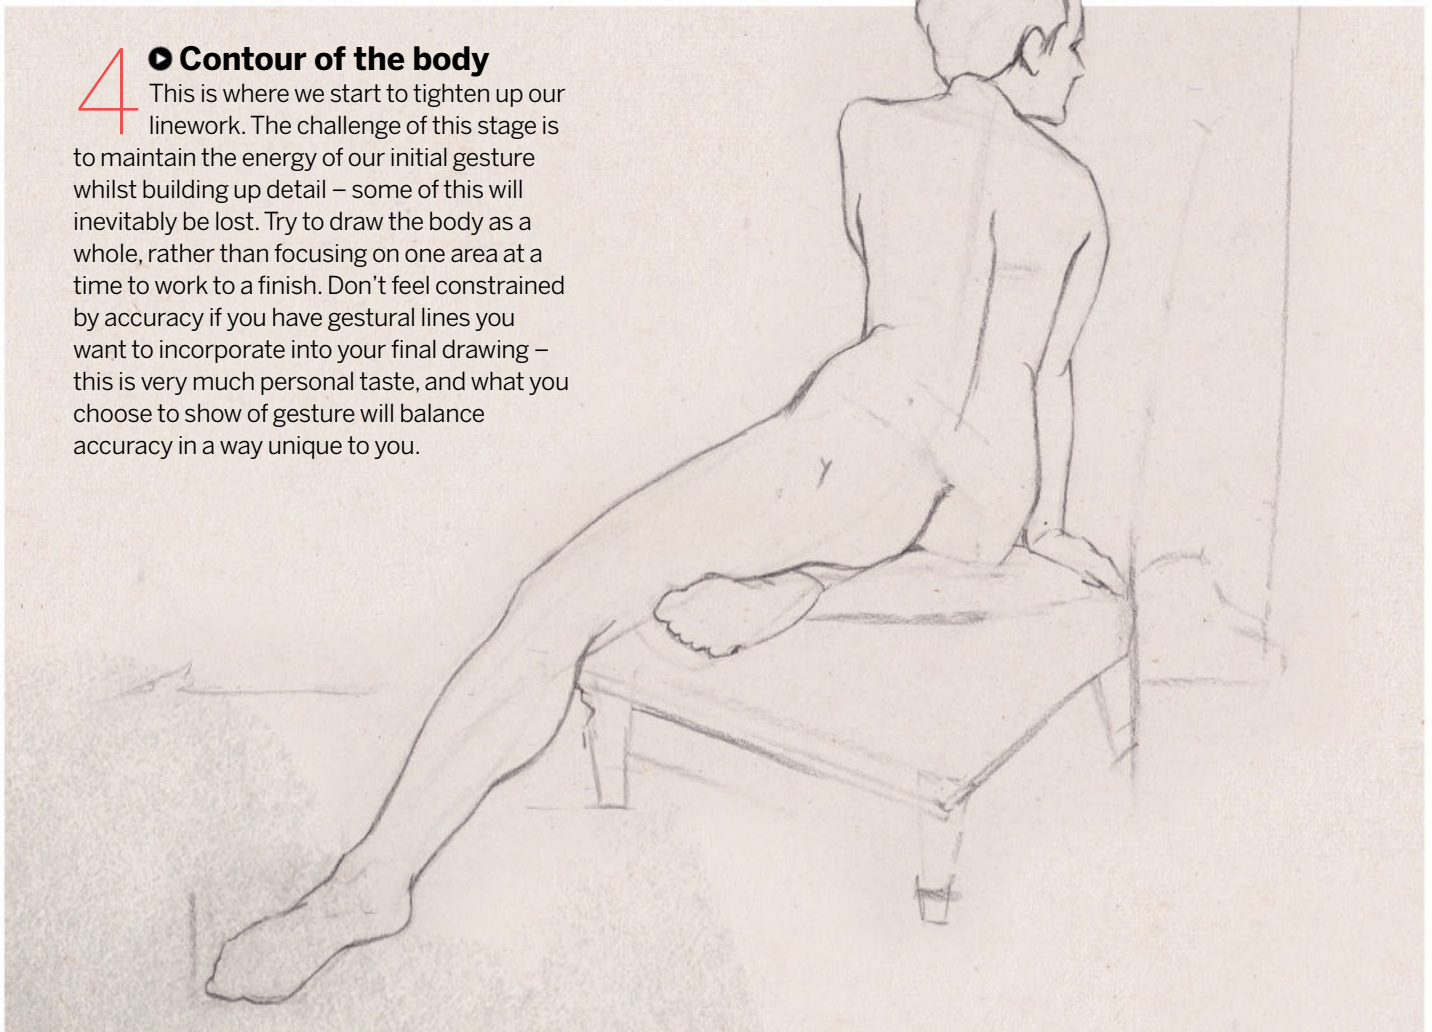 4
Contour of the body
This is where we start to tighten up our
linework. The challenge of this stage is
to maintain the energy of our initial gesture
whilst building up detail – some of this will
inevitably be lost. Try to draw the body as a
whole, rather than focusing on one area at a
time to work to a finish. Don’t feel constrained
by accuracy if you have gestural lines you
want to incorporate into your final drawing –
this is very much personal taste, and what you
choose to show of gesture will balance
accuracy in a way unique to you.